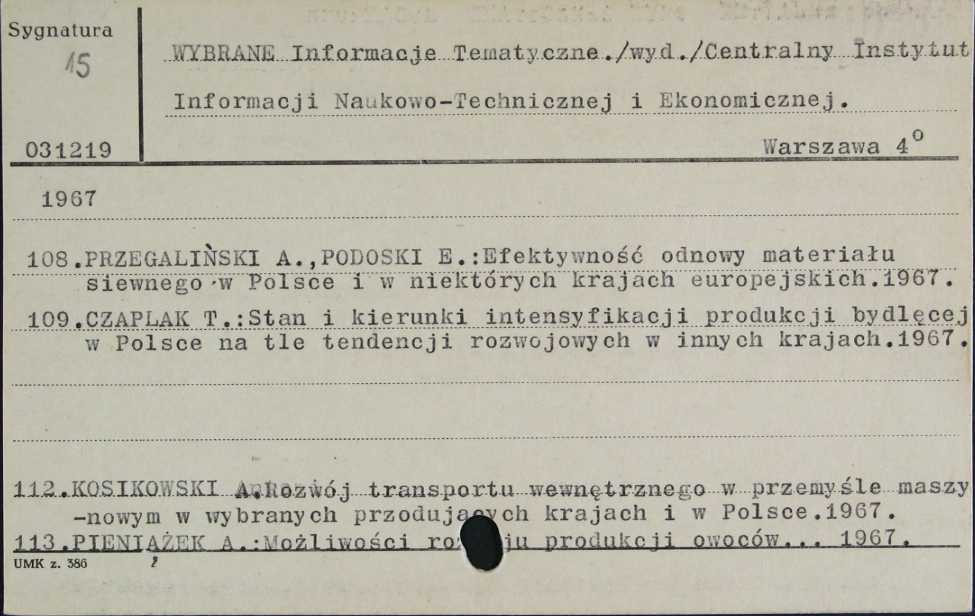 Sygnatura
15
WYBRANE Informacje Tematyczne./wyd./Centralny Instytut
Informacji Naukowo-Technicznej i Ekonomicznej.
031219
Warszawa 4°
1967
108.PRZEGALIŃSKI A.,PODOSKI E.:Efektywność odnowy materiału
siewnego w Polsce i w niektórych krajach europejskich.1967.
109.CZAPLAK T.:Stan i kierunki intensyfikacji produkcji bydlęcej
w Polsce na tle tendencji rozwojowych w innych krajach.1967.
112.KOSIKOWSKI A.Rozwój transportu wewnętrznego w przemyśle maszy
-nowym w wybranych przodujących krajach i w Polsce.1967.
113.PIENIĄŻEK A.:Możliwości ro ju produkcji owoców... 1967.
UMK z. 386